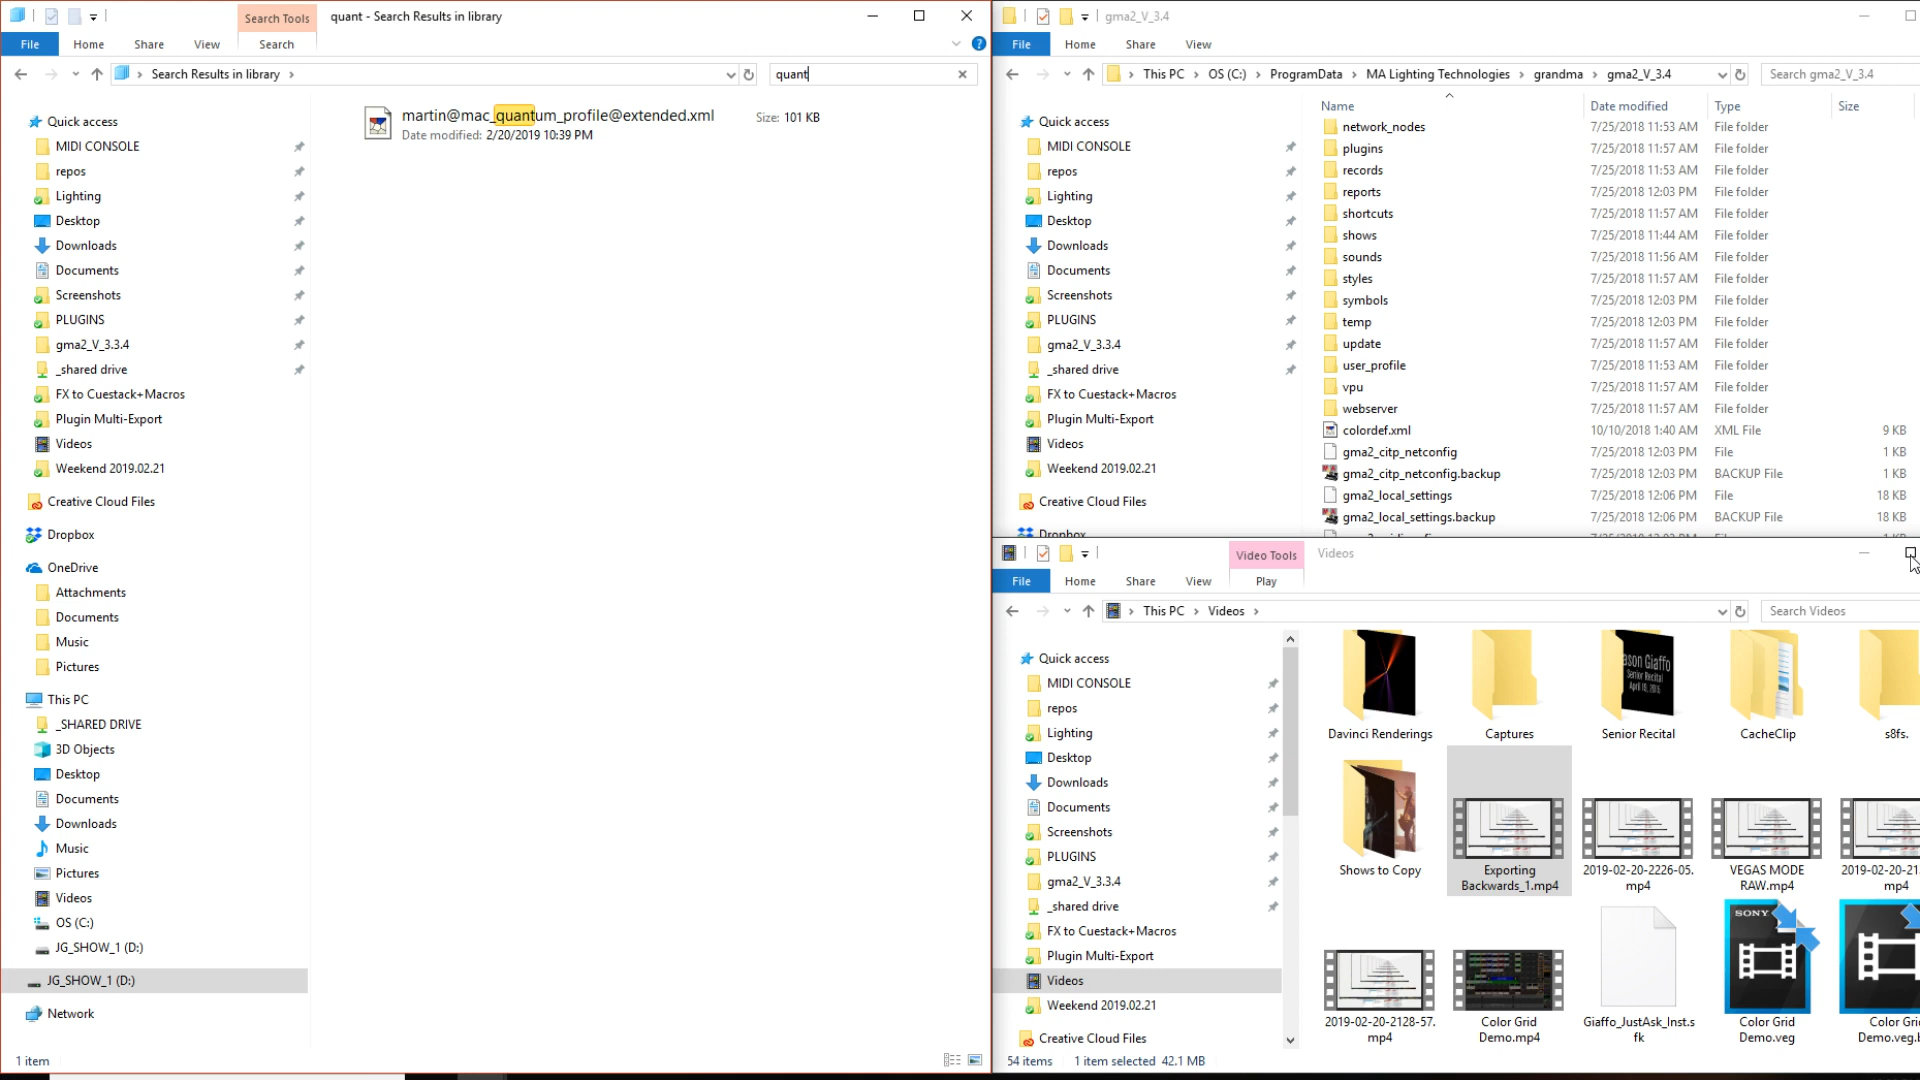 Search Tools
quant - Search Results in library
File
Home
Share
View
Search
Search Results in library
quant
martin@mac_quantum_profile@extended.xml
Size: 101 KB
Date modified: 2/20/2019 10:39 PM
Quick access
MIDI CONSOLE
repos
Lighting
Desktop
Downloads
Documents
Screenshots
PLUGINS
gma2_V_3.3.4
_shared drive
FX to Cuestack+Macros
Plugin Multi-Export
Videos
Weekend 2019.02.21
Creative Cloud Files
Dropbox
OneDrive
Attachments
Documents
Music
Pictures
This PC
_SHARED DRIVE
3D Objects
Desktop
Documents
Downloads
Music
Pictures
Videos
OS (C:)
JG_SHOW_1 (D:)
JG_SHOW_1 (D:)
Network
1 item
gma2_V_3.4
File
Home
Share
View
This PC
OS (C:)
ProgramData
MA Lighting Technologies
grandma
gma2_V_3.4
Search gma2_V_3.4
Quick access
MIDI CONSOLE
repos
Lighting
Desktop
Downloads
Documents
Screenshots
PLUGINS
gma2_V_3.3.4
_shared drive
FX to Cuestack+Macros
Plugin Multi-Export
Videos
Weekend 2019.02.21
Creative Cloud Files
Dropbox
Name Date modified Type Size
network_nodes 7/25/2018 11:53 AM File folder
plugins 7/25/2018 11:57 AM File folder
records 7/25/2018 11:53 AM File folder
reports 7/25/2018 12:03 PM File folder
shortcuts 7/25/2018 11:57 AM File folder
shows 7/25/2018 11:44 AM File folder
sounds 7/25/2018 11:56 AM File folder
styles 7/25/2018 11:57 AM File folder
symbols 7/25/2018 12:03 PM File folder
temp 7/25/2018 12:03 PM File folder
update 7/25/2018 11:57 AM File folder
user_profile 7/25/2018 11:53 AM File folder
vpu 7/25/2018 11:57 AM File folder
webserver 7/25/2018 11:57 AM File folder
colordef.xml 10/10/2018 1:40 AM XML File 9 KB
gma2_citp_netconfig 7/25/2018 12:03 PM File 1 KB
gma2_citp_netconfig.backup 7/25/2018 12:03 PM BACKUP File 1 KB
gma2_local_settings 7/25/2018 12:06 PM File 18 KB
gma2_local_settings.backup 7/25/2018 12:06 PM BACKUP File 18 KB
Video Tools
Videos
File
Home
Share
View
Play
This PC
Videos
Search Videos
Quick access
MIDI CONSOLE
repos
Lighting
Desktop
Downloads
Documents
Screenshots
PLUGINS
gma2_V_3.3.4
_shared drive
FX to Cuestack+Macros
Plugin Multi-Export
Videos
Weekend 2019.02.21
Creative Cloud Files
ason Giaffo
Senior Recital
April 10, 2016
Davinci Renderings
Captures
Senior Recital
CacheClip
s8fs.
Shows to Copy
Exporting
Backwards_1.mp4
2019-02-20-2226-05.
mp4
VEGAS MODE
RAW.mp4
2019-02-20-21
mp4
SONY
2019-02-20-2128-57.
mp4
Color Grid
Demo.mp4
Giaffo_JustAsk_Inst.s
fk
Color Grid
Demo.veg
Color Gri
Demo.veg.b
54 items
1 item selected 42.1 MB